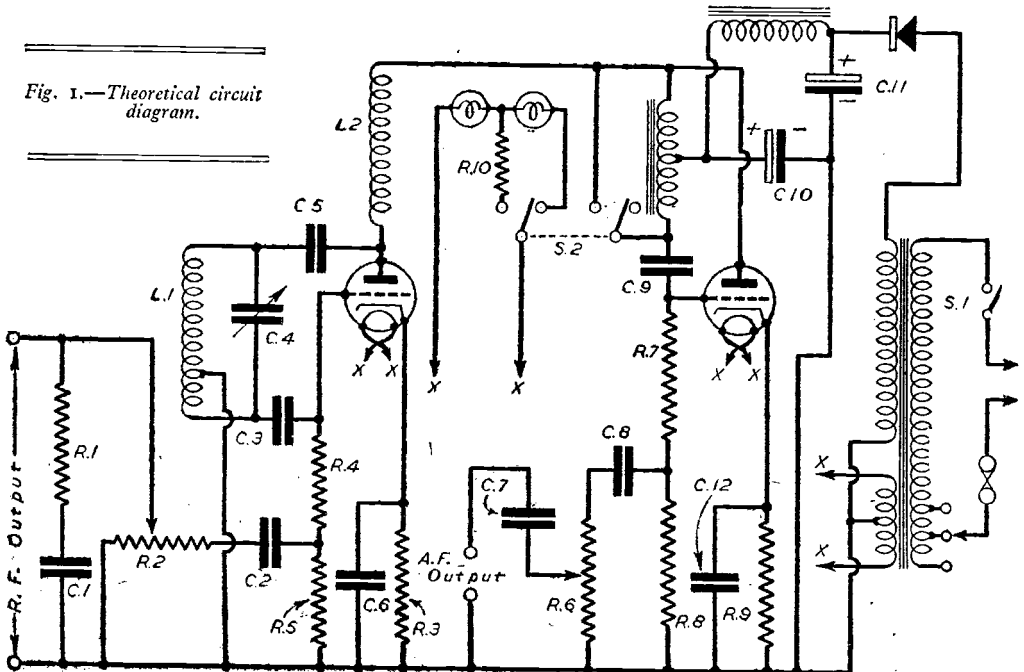 Fig. 1.—Theoretical circuit
diagram.
L2
R.10
C.11
+
-
+
-
C.10
C.5
S.2
C.9
L.1
C.4
S.1
R.7
X
X
X
X
X
X
C.3
R.1
R.4
C.8
C.7
C.12
X
R.F. Output
R.2
C.2
A.F.
Output
C.1
R.5
C.6
R.3
R.6
R.8
R.9
X